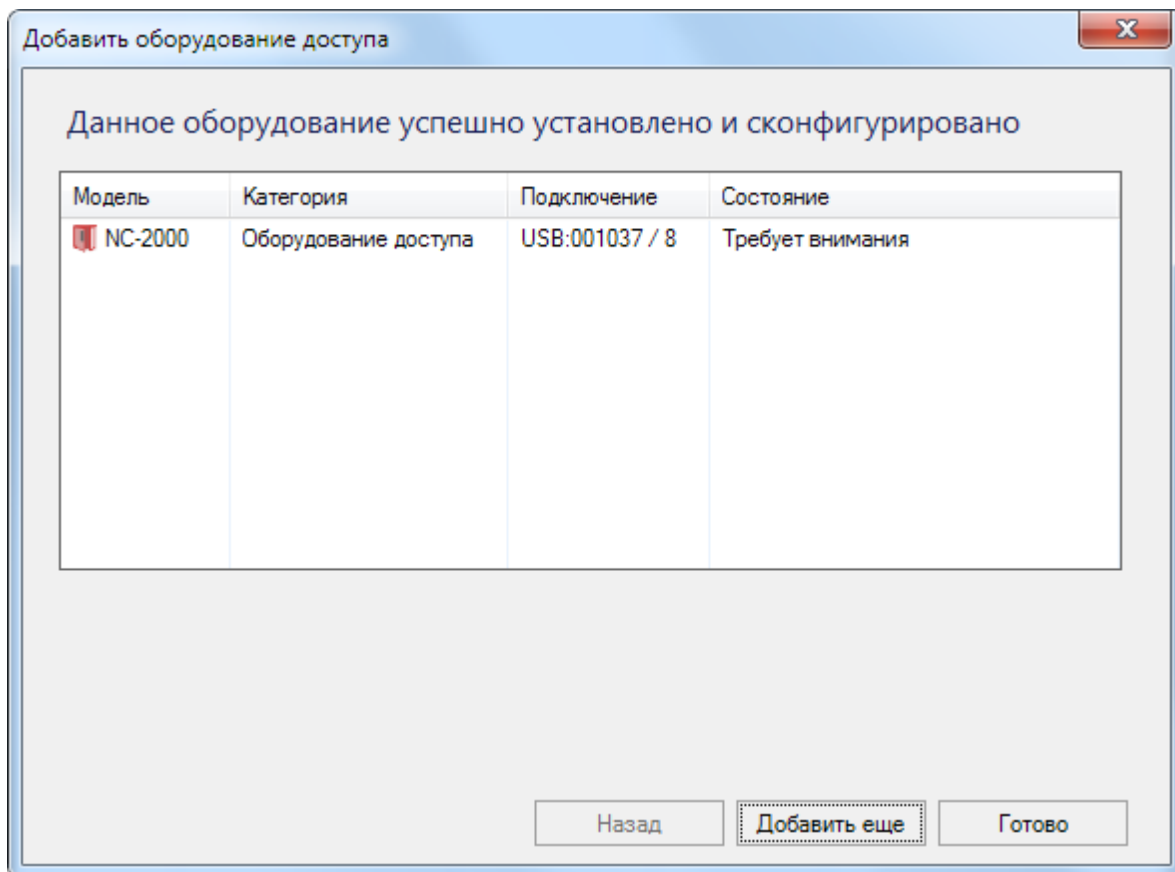 Добавить оборудование доступа
Данное оборудование успешно установлено и сконфигурировано
Модель Категория Подключение Состояние
NC-2000 Оборудование доступа USB:001037 / 8 Требует внимания
Назад Добавить еще Готово